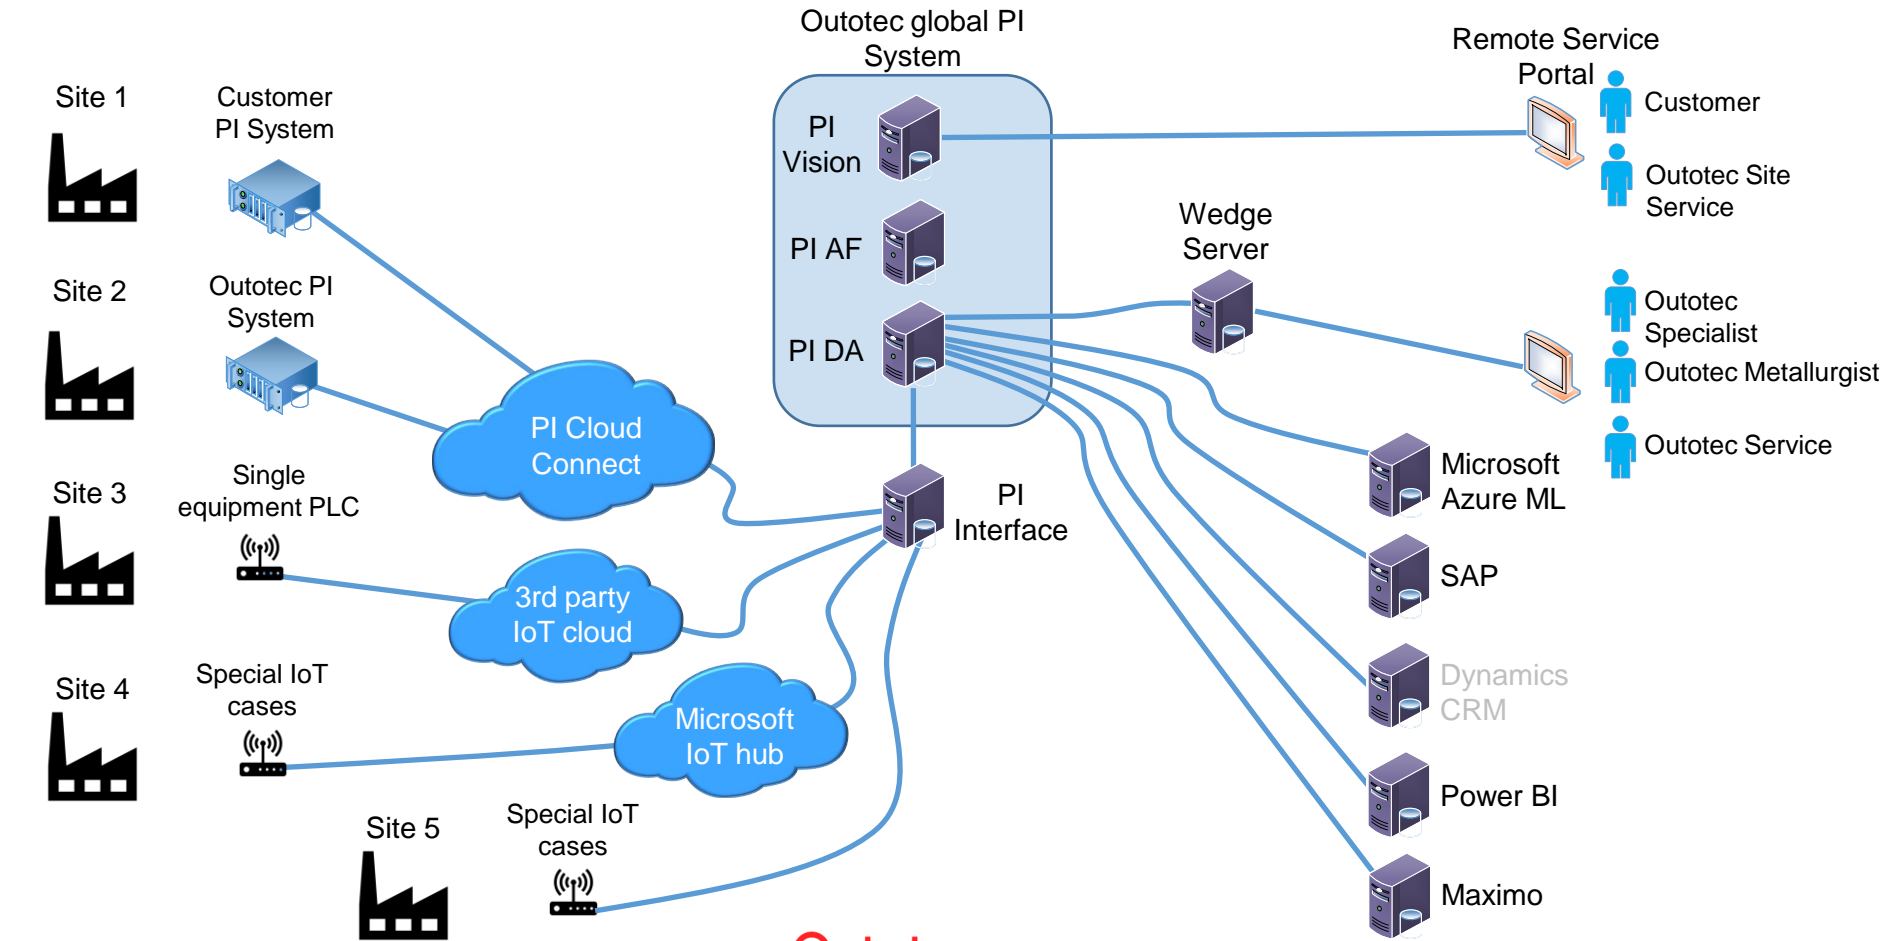 Outotec global PI
System
Remote Service
Portal
Site 1
Customer
PI System
PI
Vision
Customer
Outotec Site
Service
Wedge
Server
PI AF
Site 2
Outotec PI
System
Outotec
Specialist
PI DA
Outotec Metallurgist
PI Cloud
Connect
Outotec Service
Site 3
Single
equipment PLC
PI
Interface
Microsoft
Azure ML
3rd party
IoT cloud
SAP
Site 4
Special IoT
cases
Microsoft
IoT hub
Dynamics
CRM
Power BI
Site 5
Special IoT
cases
Maximo